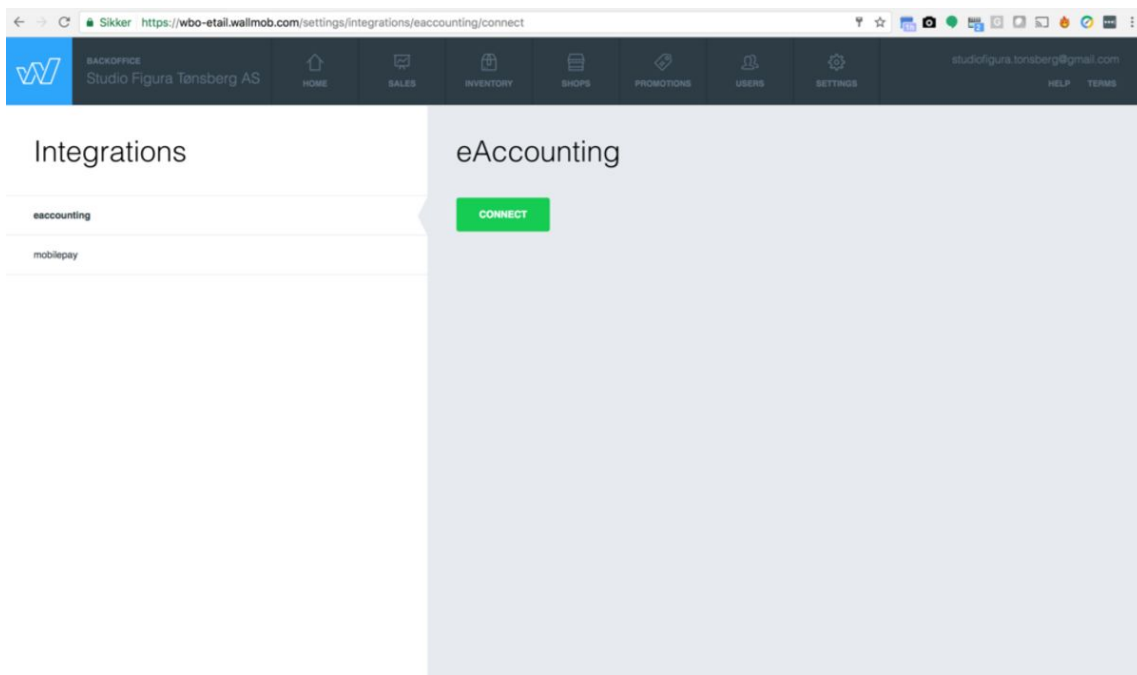 Sikker https://wbo-etail.wallmob.com/settings/integrations/eaccounting/connect
BACKOFFICE
Studio Figura Tønsberg AS
HOME
SALES
INVENTORY
SHOPS
PROMOTIONS
USERS
SETTINGS
studiofigura.tonsberg@gmail.com
HELP TERMS
Integrations
eaccounting
mobilepay
eAccounting
CONNECT